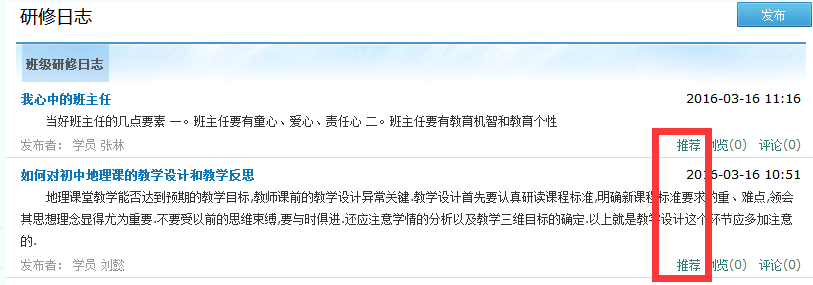 研修日志
发布
班级研修日志
我心中的班主任 2016-03-16 11:16
当好班主任的几点要素 一。班主任要有童心、爱心、责任心 二。班主任要有教育机智和教育个性
发布者： 学员 张林 推荐 浏览(0) 评论(0)
如何对初中地理课的教学设计和教学反思 2016-03-16 10:51
地理课堂教学能否达到预期的教学目标,教师课前的教学设计异常关键.教学设计首先要认真研读课程标准,明确新课程标准要求的重、难点,领会
其思想理念显得尤为重要.不要受以前的思维束缚,要与时俱进.还应注意学情的分析以及教学三维目标的确定.以上就是教学设计这个环节应多加注意
的.
发布者： 学员 刘懿 推荐 浏览(0) 评论(0)